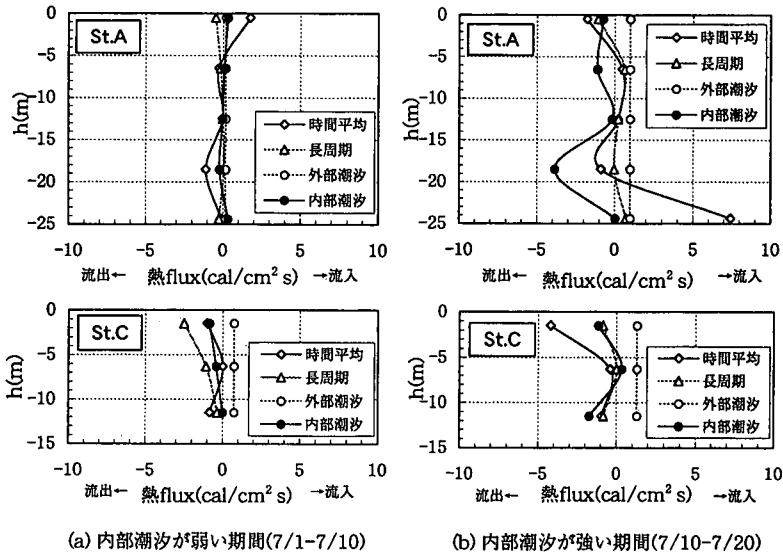 St.A
0
-5
-10
-15
-20
-25
h(m)
時間平均
長周期
外部潮汐
内部潮汐
-10 -5 0 5 10
流出← 熱flux(cal/cm² s) →流入
St.A
0
-5
-10
-15
-20
-25
h(m)
時間平均
長周期
外部潮汐
内部潮汐
-10 -5 0 5 10
流出← 熱flux(cal/cm² s) →流入
St.C
0
-5
-10
-15
h(m)
時間平均
長周期
外部潮汐
内部潮汐
-10 -5 0 5 10
流出← 熱flux(cal/cm² s) →流入
St.C
0
-5
-10
-15
h(m)
時間平均
長周期
外部潮汐
内部潮汐
-10 -5 0 5 10
流出← 熱flux(cal/cm² s) →流入
(a) 内部潮汐が弱い期間(7/1-7/10)
(b) 内部潮汐が強い期間(7/10-7/20)